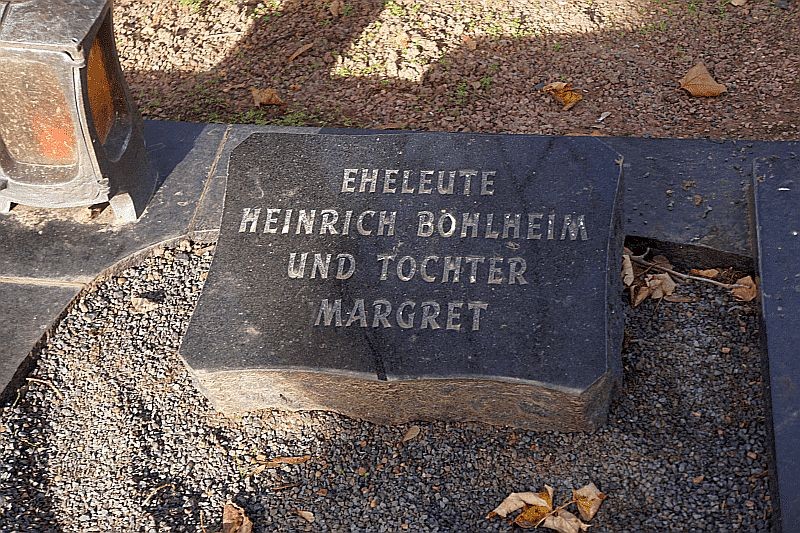 EHELEUTE
HEINRICH BÖHLHEIM
UND TOCHTER
MARGRET